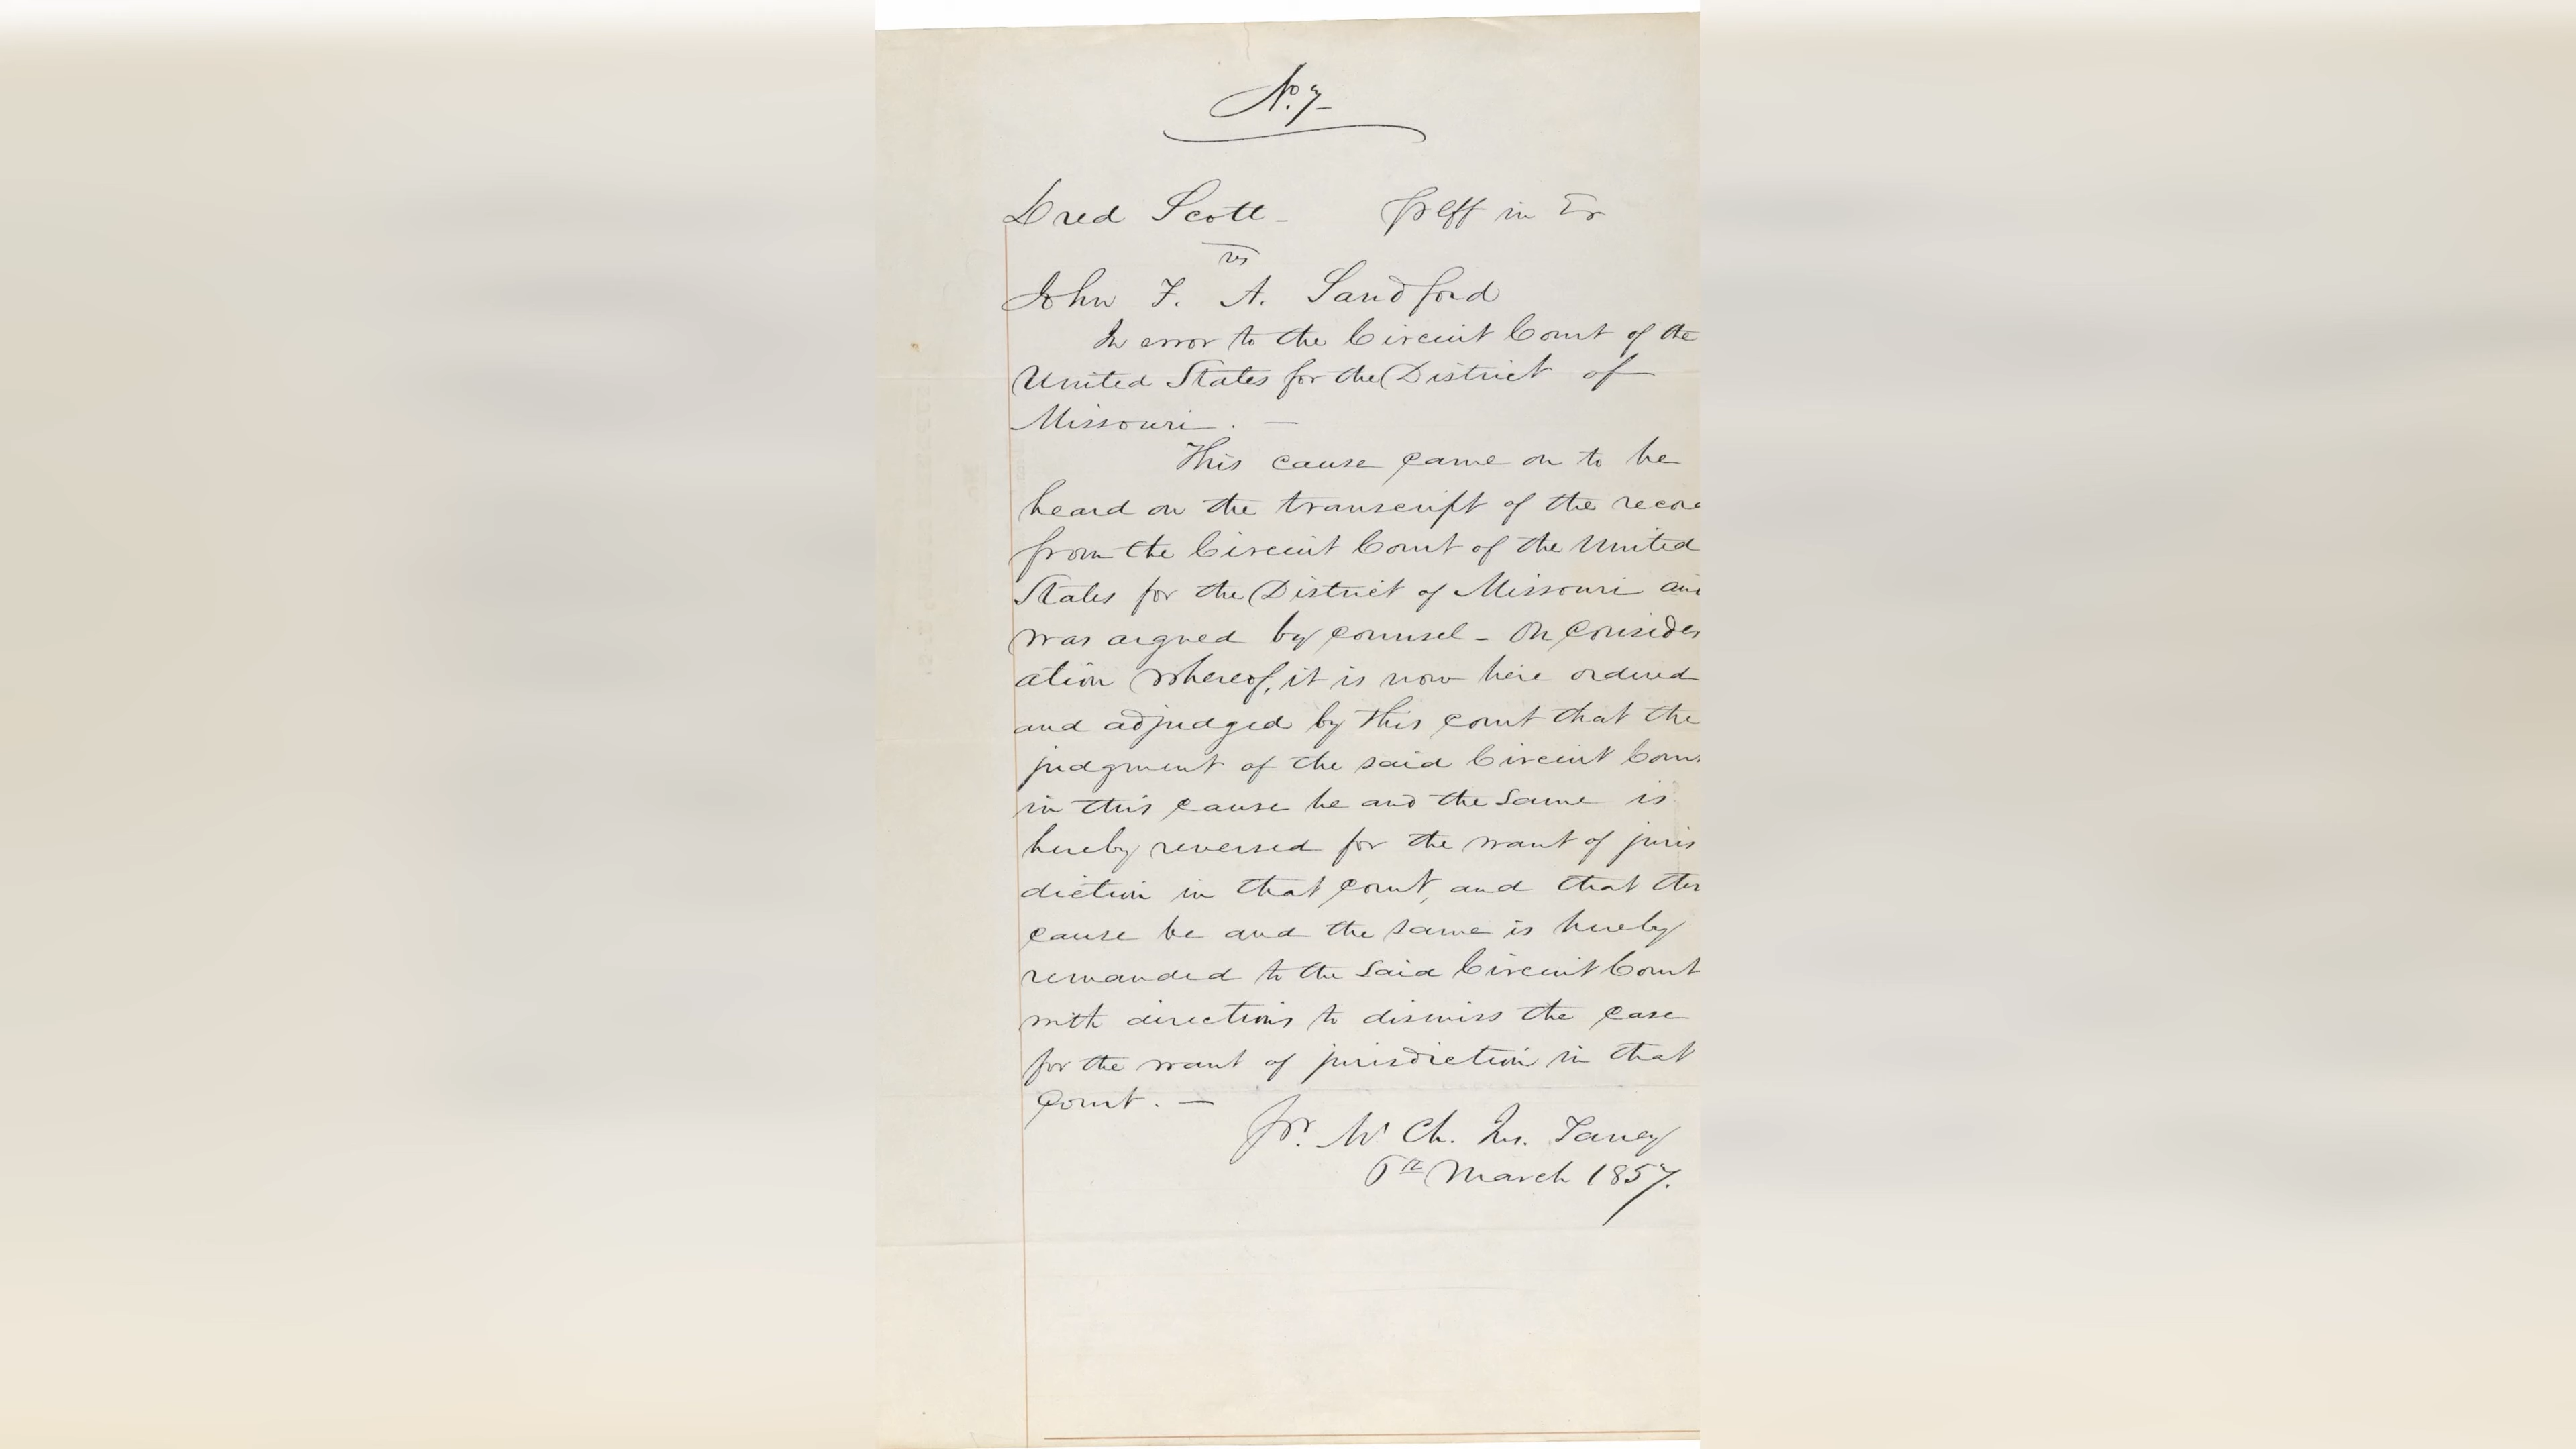 No. 7
Dred Scott - Plff in Er
vs
John F. A. Sandford
In error to the Circuit Court of the
United States for the District of
Missouri. —
This cause came on to be
heard on the transcript of the recor
from the Circuit Court of the United
States for the District of Missouri an
was argued by counsel - On consider
ation whereof, it is now here ordered
and adjudged by this court that the
judgment of the said Circuit Cour
in this cause be and the same is
hereby reversed for the want of juris
diction in that court, and that this
cause be and the same is hereby
remanded to the said Circuit Court
with directions to dismiss the case
for the want of jurisdiction in that
court. —
pr. Mr Ch. Jus. Taney
6th March 1857.